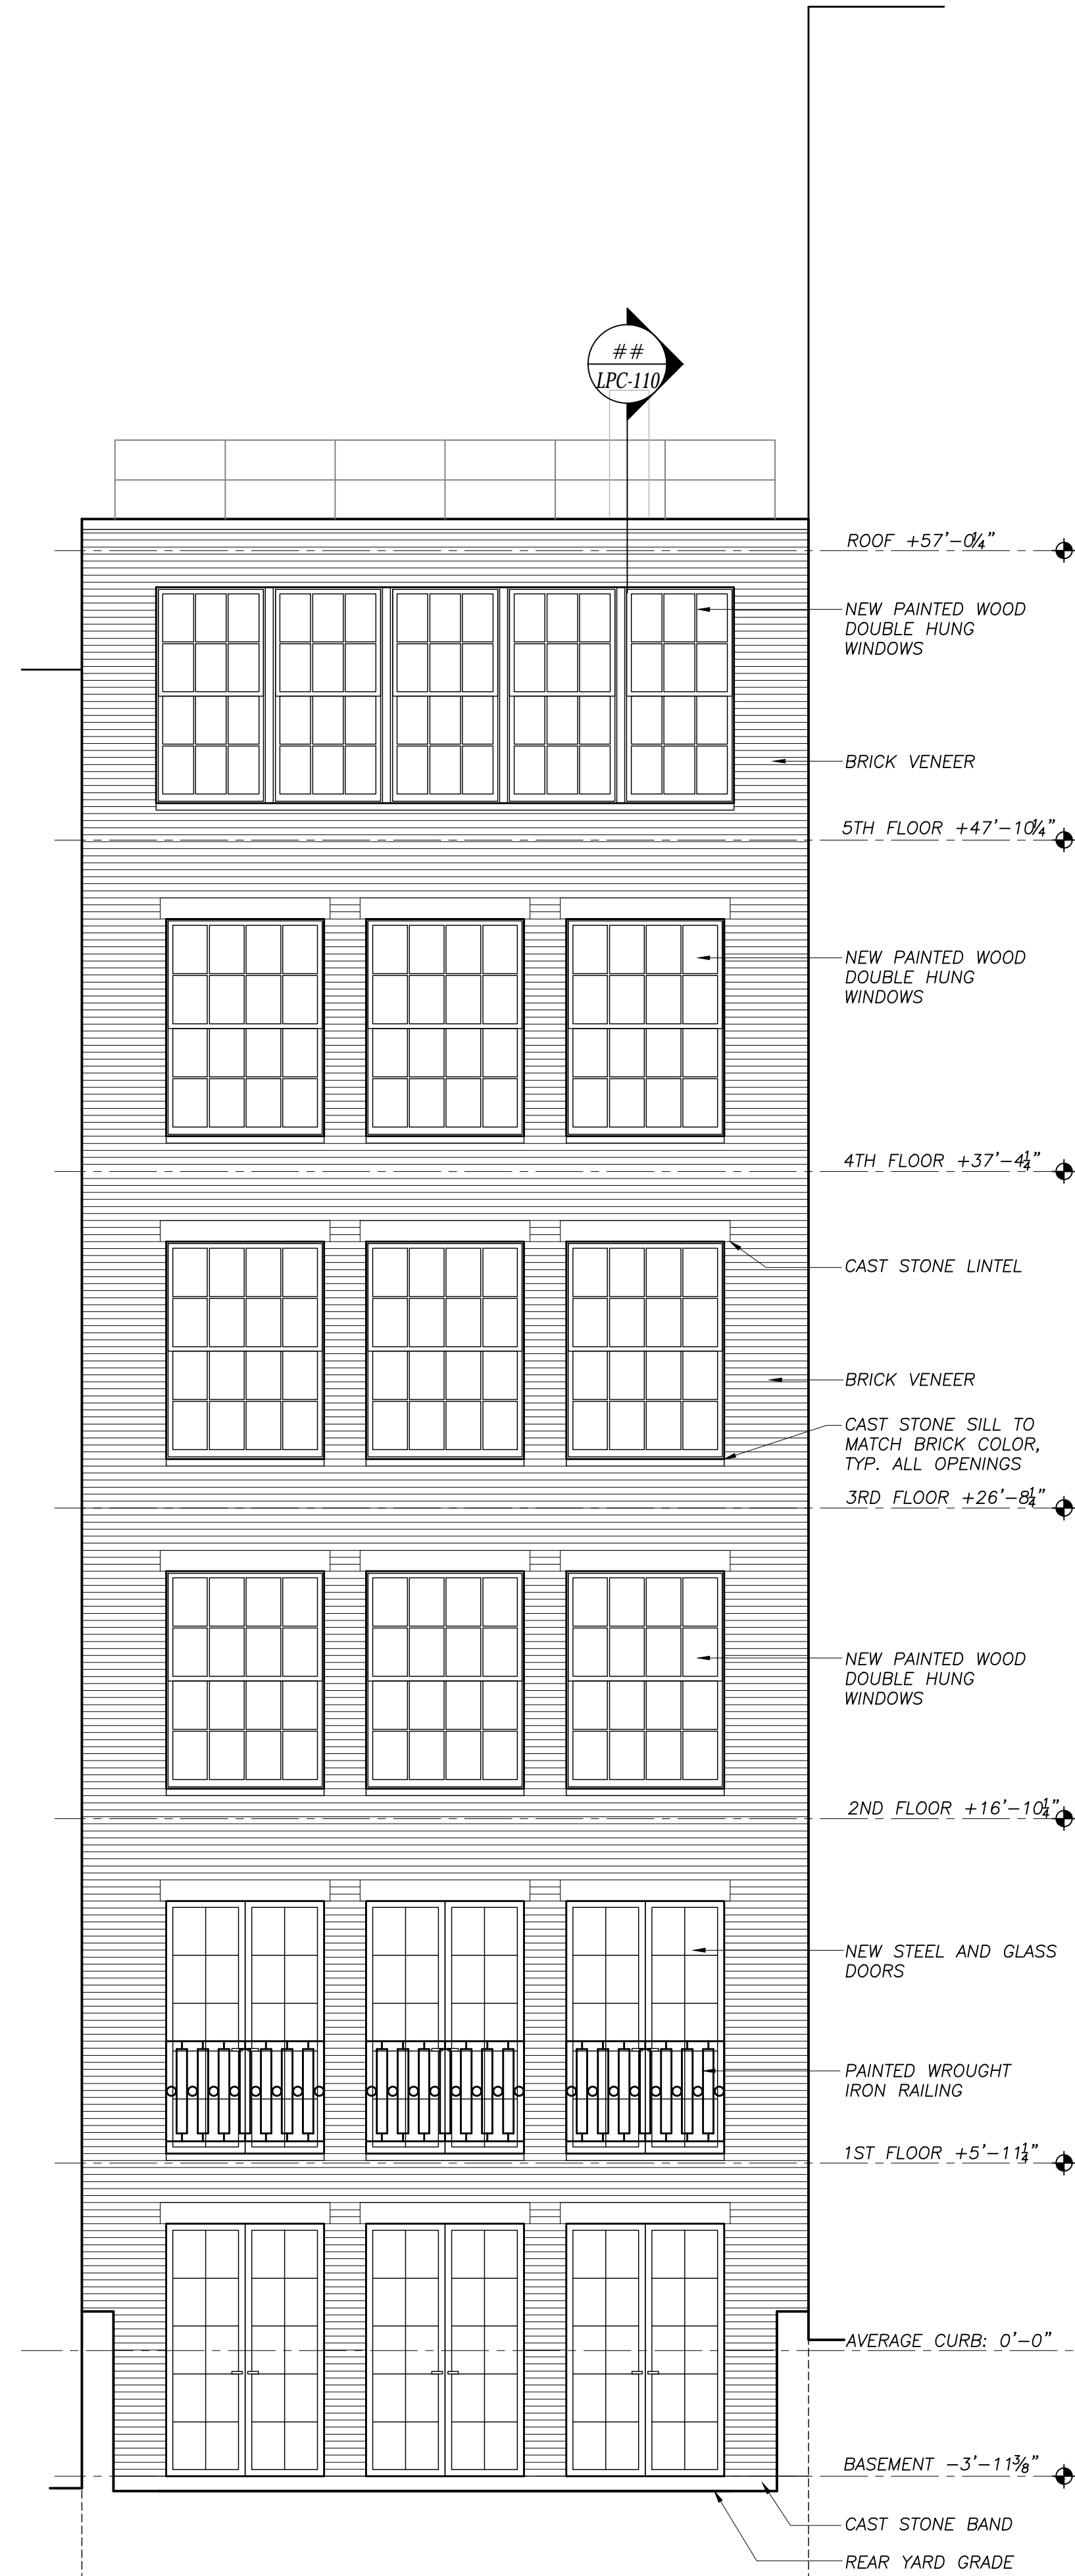 ##
LPC-110
ROOF +57'-0¼"
NEW PAINTED WOOD
DOUBLE HUNG
WINDOWS
BRICK VENEER
5TH FLOOR +47'-10¼"
NEW PAINTED WOOD
DOUBLE HUNG
WINDOWS
4TH FLOOR +37'-4¼"
CAST STONE LINTEL
BRICK VENEER
CAST STONE SILL TO
MATCH BRICK COLOR,
TYP. ALL OPENINGS
3RD FLOOR +26'-8¼"
NEW PAINTED WOOD
DOUBLE HUNG
WINDOWS
2ND FLOOR +16'-10¼"
NEW STEEL AND GLASS
DOORS
PAINTED WROUGHT
IRON RAILING
1ST FLOOR +5'-11¼"
AVERAGE CURB: 0'-0"
BASEMENT -3'-11⅜"
CAST STONE BAND
REAR YARD GRADE